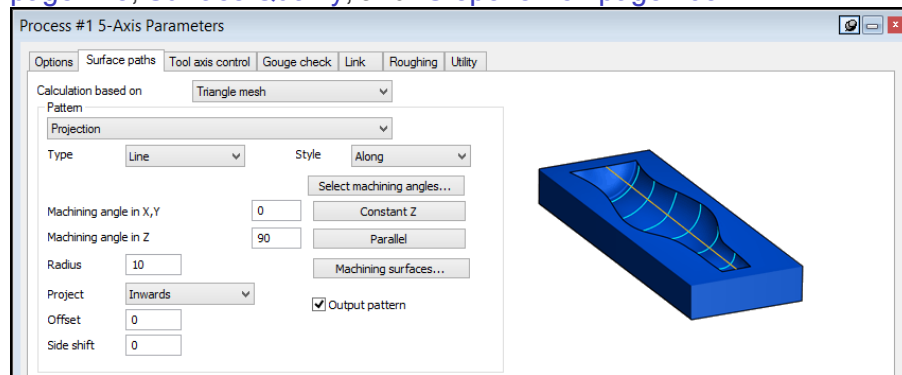 Process #1 5-Axis Parameters
Options Surface paths Tool axis control Gouge check Link Roughing Utility
Calculation based on Triangle mesh
Pattern
Projection
Type Line Style Along
Select machining angles...
Machining angle in X,Y 0 Constant Z
Machining angle in Z 90 Parallel
Radius 10 Machining surfaces...
Project Inwards Output pattern
Offset 0
Side shift 0